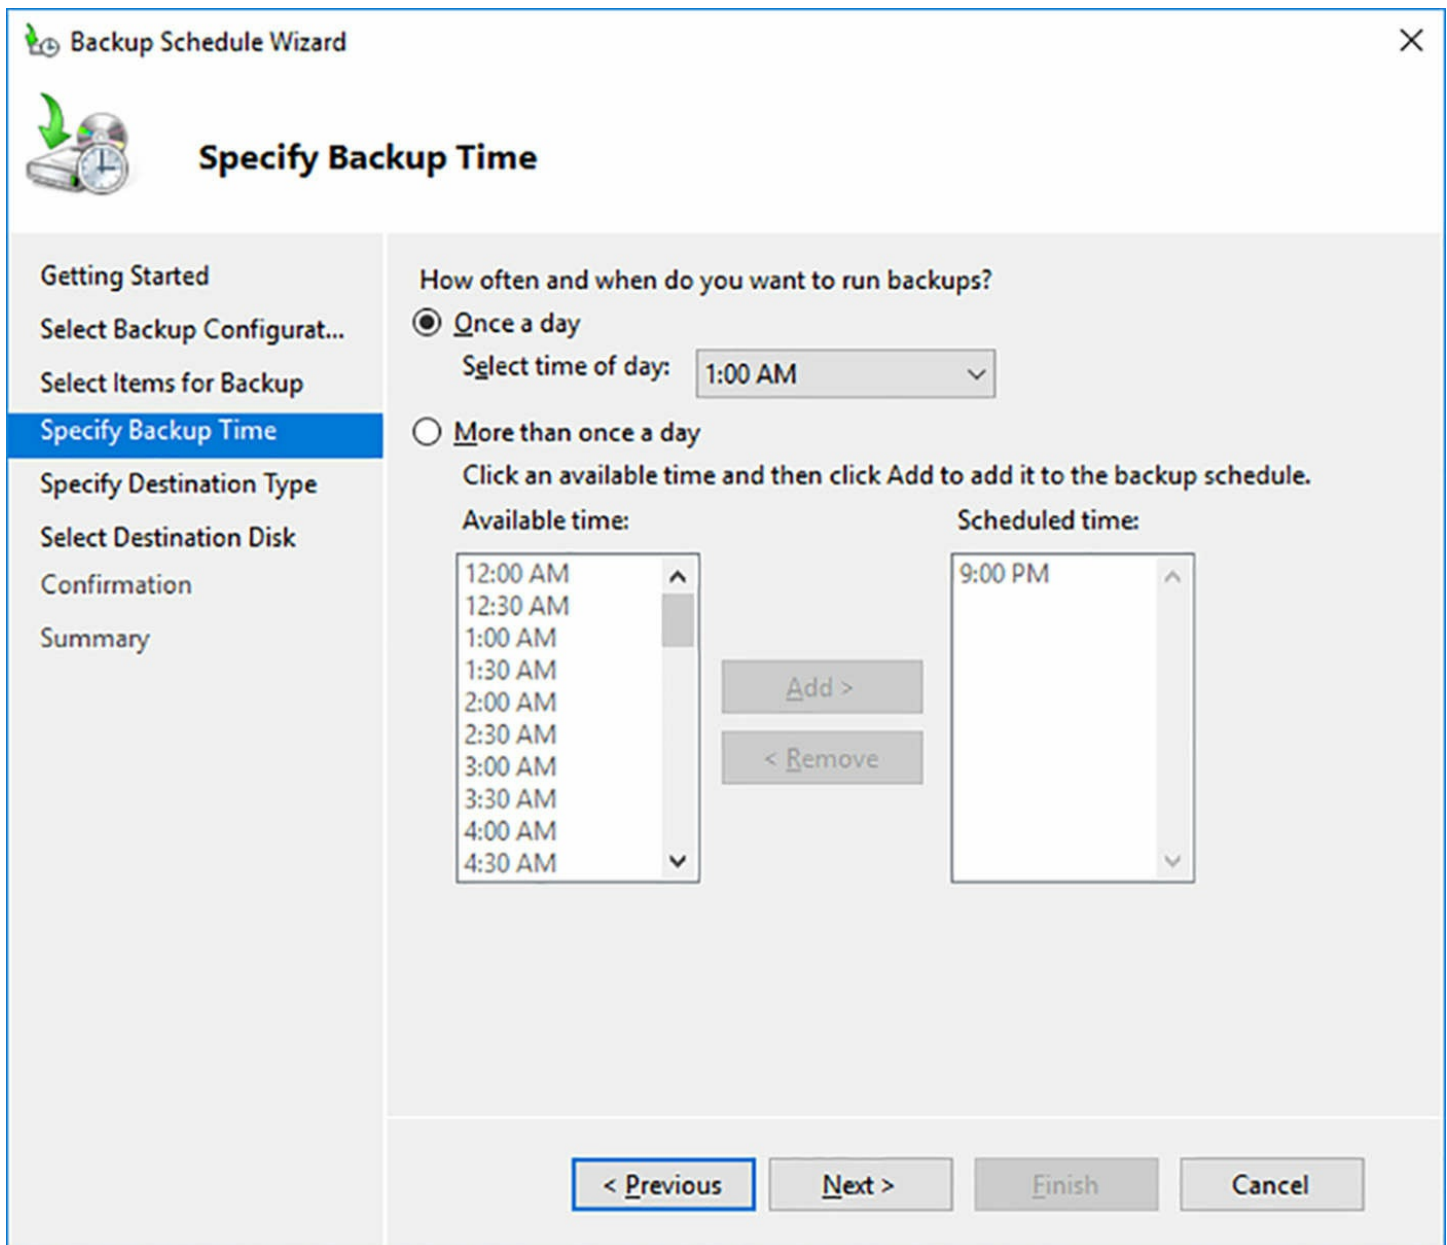 Backup Schedule Wizard
Specify Backup Time
Getting Started
Select Backup Configurat...
Select Items for Backup
Specify Backup Time
Specify Destination Type
Select Destination Disk
Confirmation
Summary
How often and when do you want to run backups?
Once a day
Select time of day: 1:00 AM
More than once a day
Click an available time and then click Add to add it to the backup schedule.
Available time:
12:00 AM
12:30 AM
1:00 AM
1:30 AM
2:00 AM
2:30 AM
3:00 AM
3:30 AM
4:00 AM
4:30 AM
Add >
< Remove
Scheduled time:
9:00 PM
< Previous Next > Finish Cancel